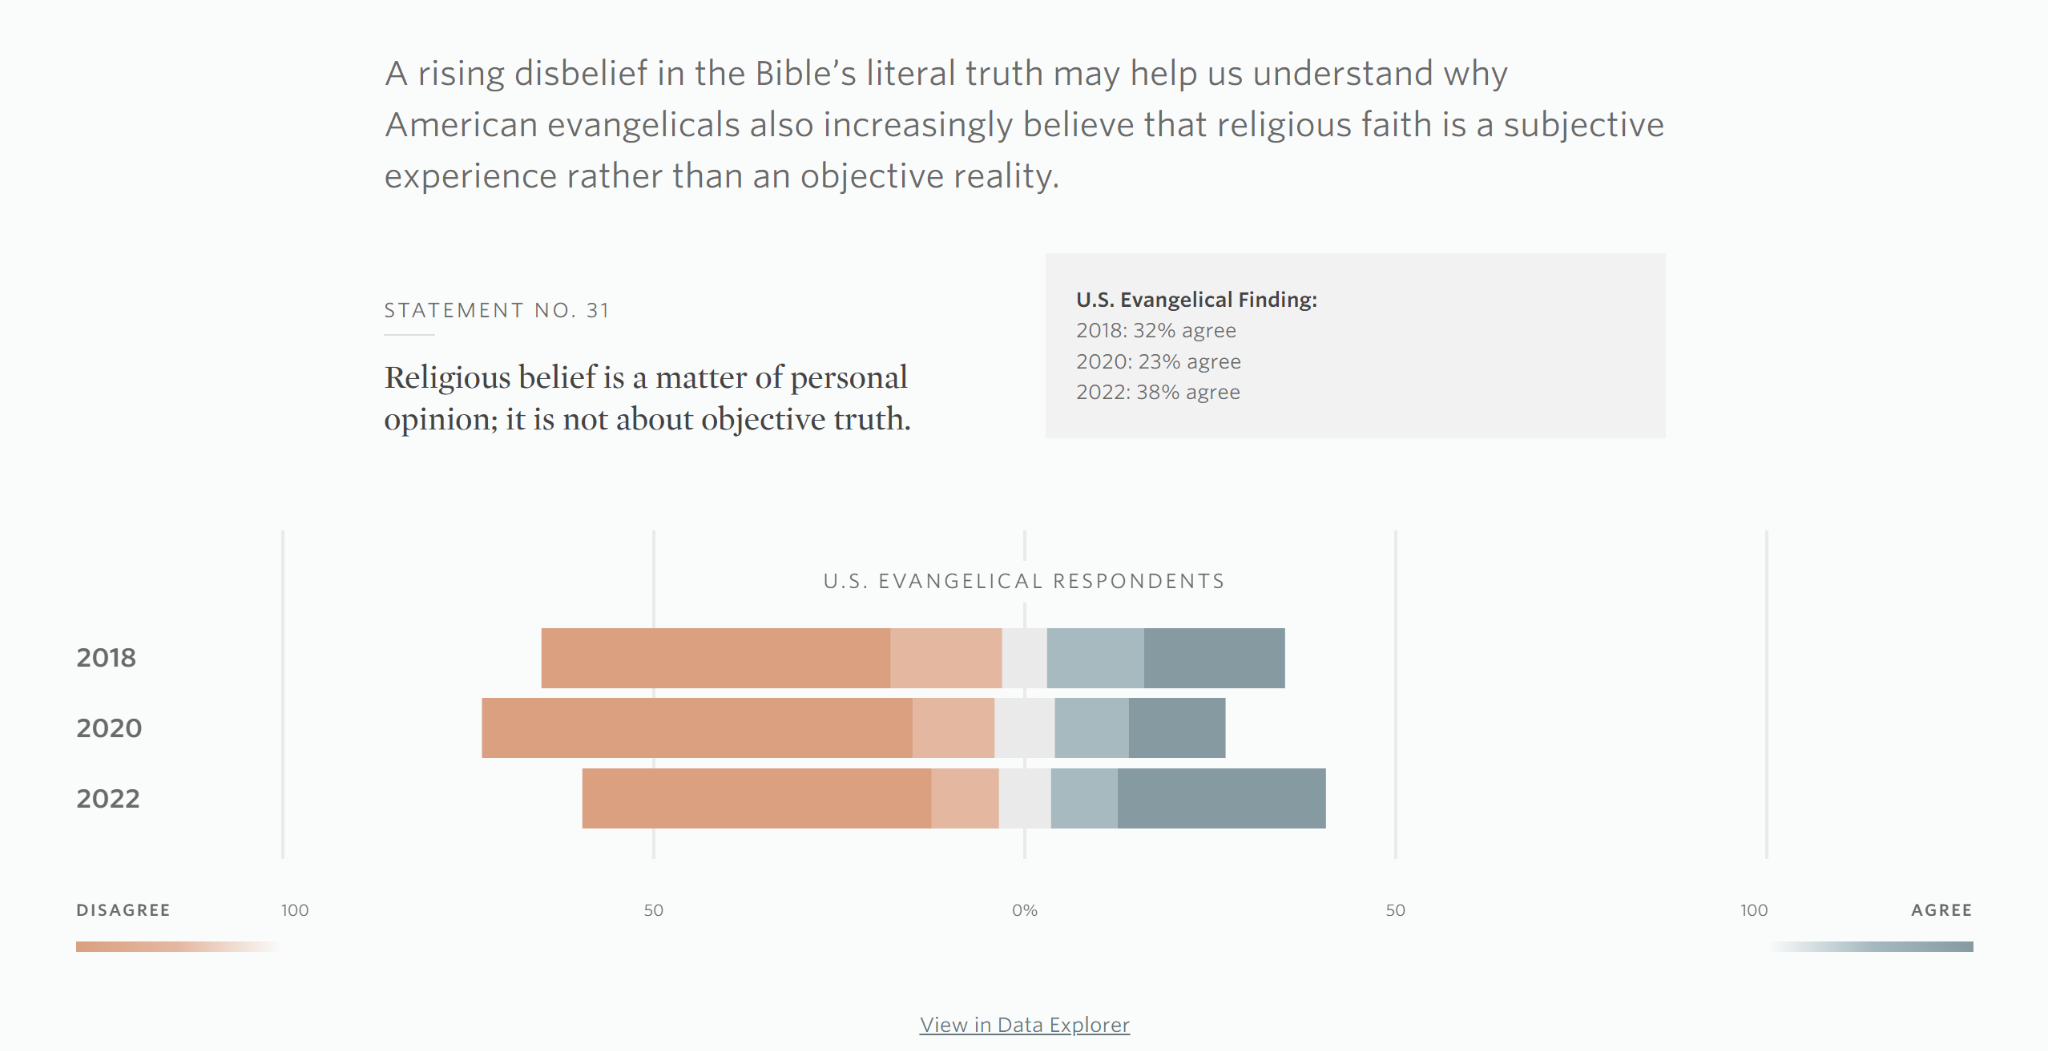 A rising disbelief in the Bible’s literal truth may help us understand why
American evangelicals also increasingly believe that religious faith is a subjective
experience rather than an objective reality.
STATEMENT NO. 31
Religious belief is a matter of personal
opinion; it is not about objective truth.
U.S. Evangelical Finding:
2018: 32% agree
2020: 23% agree
2022: 38% agree
U.S. EVANGELICAL RESPONDENTS
2018
2020
2022
DISAGREE 100 50 0% 50 100 AGREE
View in Data Explorer